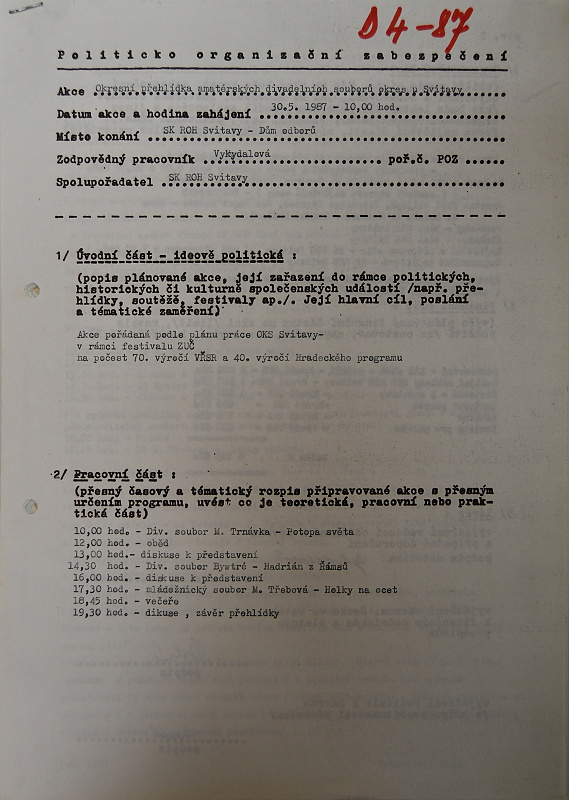 D 4-87
Politicko organizační zabezpečení
Akce Okresní přehlídka amatérských divadelních souborů okres u Svitavy
Datum akce a hodina zahájení 30.5. 1987 - 10,00 hod.
Místo konání SK ROH Svitavy - Dům odborů
Zodpovědný pracovník Vykydalová poř.č. POZ ......
Spolupořadatel SK ROH Svitavy
1/ Úvodní část - ideově politická :
(popis plánované akce, její zařazení do rámce politických,
historických či kulturně společenských událostí /např. pře-
hlídky, soutěžě, festivaly ap./. Její hlavní cíl, poslání
a tématické zaměření)
Akce pořádaná podle plánu práce OKS Svitavy-
v rámci festivalu ZUČ
na počest 70. výročí VŘSR a 40. výročí Hradeckého programu
2/ Pracovní část :
(přesný časový a tématický rozpis připravované akce s přesným
určením programu, uvést co je teoretická, pracovní nebo prak-
tická část)
10,00 hod. - Div. soubor M. Trnávka - Potopa světa
12,00 hod. - oběd
13,00 hod.- diskuse k představení
14,30 hod. - Div. soubor Bystré - Hadrián z Římsů
16,00 hod. - diskuse k představení
17,30 hod. - mládežnický soubor M. Třebová - Holky na ocet
18,45 hod. - večeře
19,30 hod. - dikuse , závěr přehlídky